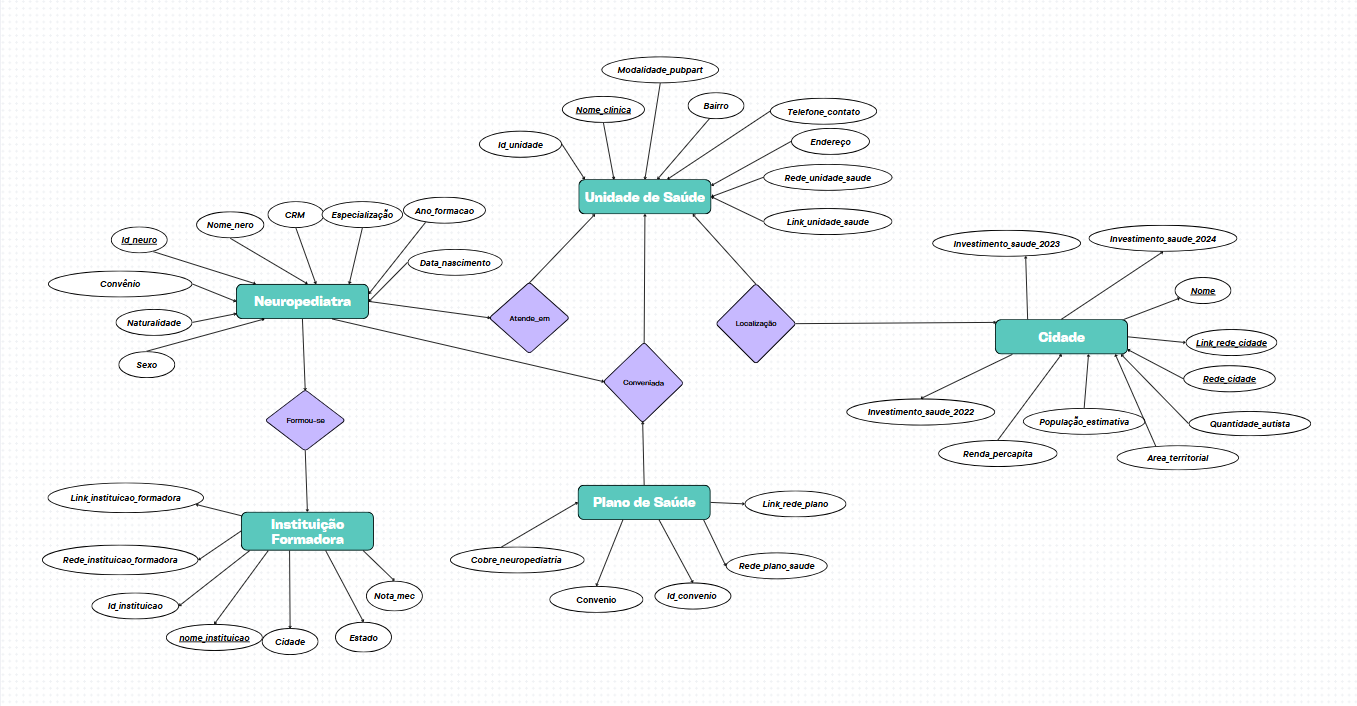 Modalidade_pubpart
Nome_clínica
Bairro
Telefone_contato
Id_unidade
Endereço
Rede_unidade_saude
Link_unidade_saude
Unidade de Saúde
Id_neuro
Nome_nero
CRM
Especialização
Ano_formacao
Data_nascimento
Convênio
Naturalidade
Sexo
Neuropediatra
Atende_em
Conveniada
Localização
Formou-se
Investimento_saude_2023
Investimento_saude_2024
Nome
Link_rede_cidade
Rede_cidade
Quantidade_autista
Area_territorial
População_estimativa
Renda_percapita
Investimento_saude_2022
Cidade
Link_instituicao_formadora
Rede_instituicao_formadora
Id_instituicao
nome_instituicao
Cidade
Estado
Nota_mec
Instituição
Formadora
Plano de Saúde
Link_rede_plano
Rede_plano_saude
Id_convenio
Convenio
Cobre_neuropediatria